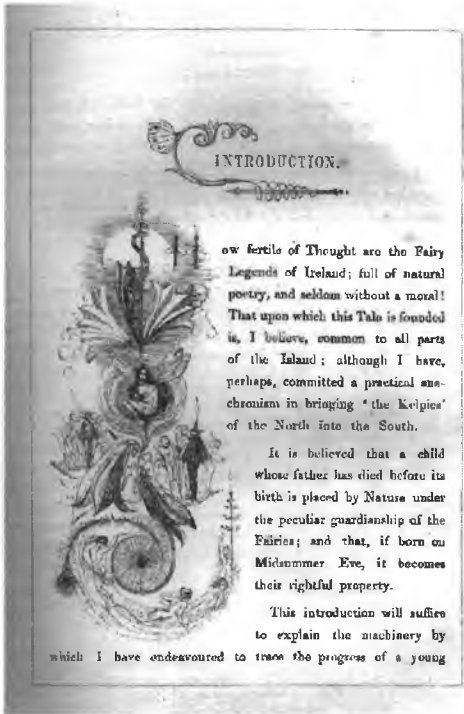 INTRODUCTION.
ow fertile of Thought are the Fairy
Legends of Ireland; full of natural
poetry, and seldom without a moral!
That upon which this Tale is founded
is, I believe, common to all parts
of the Island; although I have,
perhaps, committed a practical ana-
chronism in bringing 'the Kelpies'
of the North into the South.
It is believed that a child
whose father has died before its
birth is placed by Nature under
the peculiar guardianship of the
Fairies; and that, if born on
Midsummer Eve, it becomes
their rightful property.
This introduction will suffice
to explain the machinery by
which I have endeavoured to trace the progress of a young